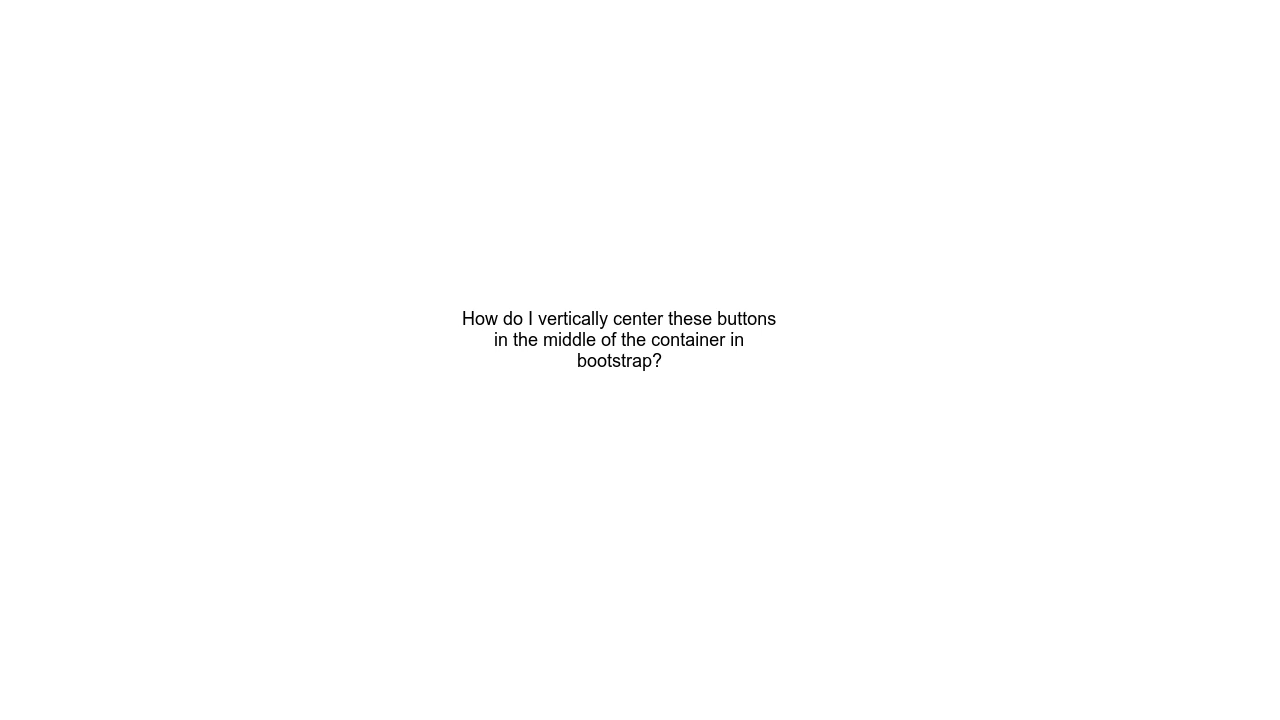 How do I vertically center these buttons
in the middle of the container in
bootstrap?